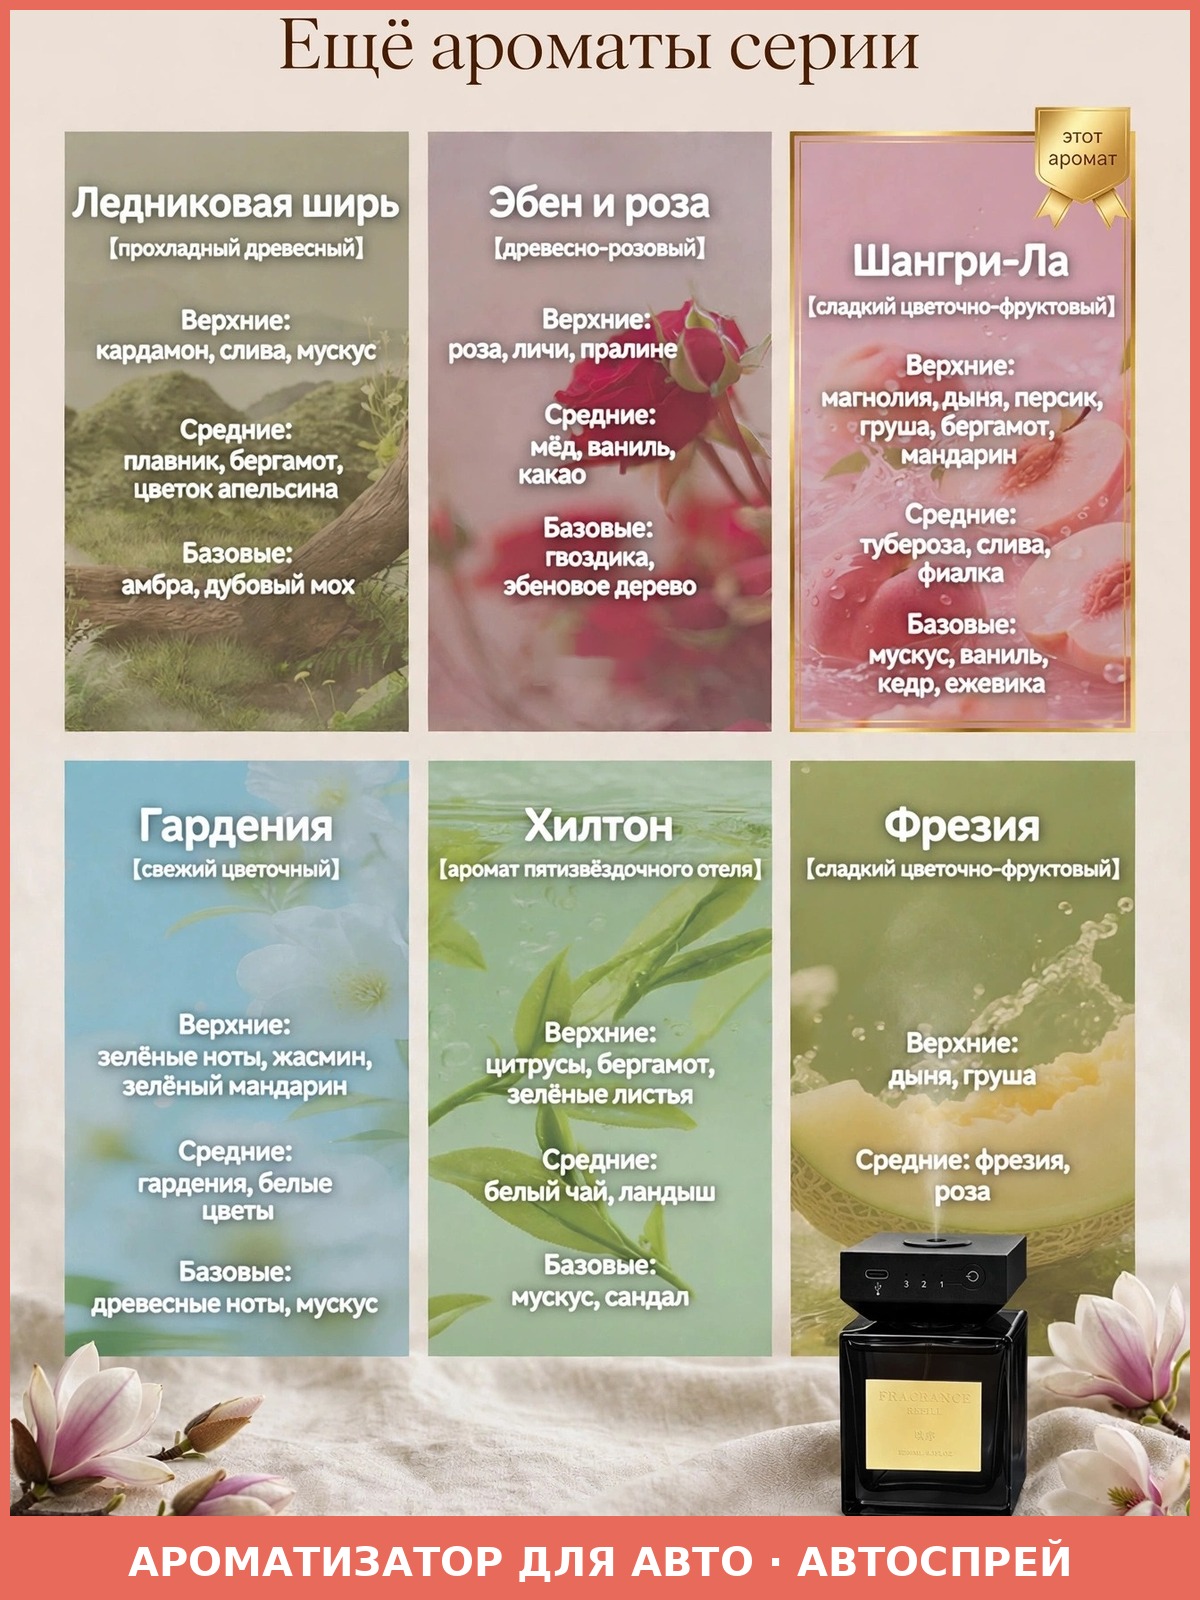 Ещё ароматы серии
Ледниковая ширь
【прохладный древесный】
Верхние:
кардамон, слива, мускус
Средние:
плавник, бергамот,
цветок апельсина
Базовые:
амбра, дубовый мох
Эбен и роза
【древесно-розовый】
Верхние:
роза, личи, пралине
Средние:
мёд, ваниль,
какао
Базовые:
гвоздика,
эбеновое дерево
этот
аромат
Шангри-Ла
【сладкий цветочно-фруктовый】
Верхние:
магнолия, дыня, персик,
груша, бергамот,
мандарин
Средние:
тубероза, слива,
фиалка
Базовые:
мускус, ваниль,
кедр, ежевика
Гардения
【свежий цветочный】
Верхние:
зелёные ноты, жасмин,
зелёный мандарин
Средние:
гардения, белые
цветы
Базовые:
древесные ноты, мускус
Хилтон
【аромат пятизвёздочного отеля】
Верхние:
цитрусы, бергамот,
зелёные листья
Средние:
белый чай, ландыш
Базовые:
мускус, сандал
Фрезия
【сладкий цветочно-фруктовый】
Верхние:
дыня, груша
Средние: фрезия,
роза
3 2 1
FRAGRANCE
REFILL
АРОМАТИЗАТОР ДЛЯ АВТО · АВТОСПРЕЙ